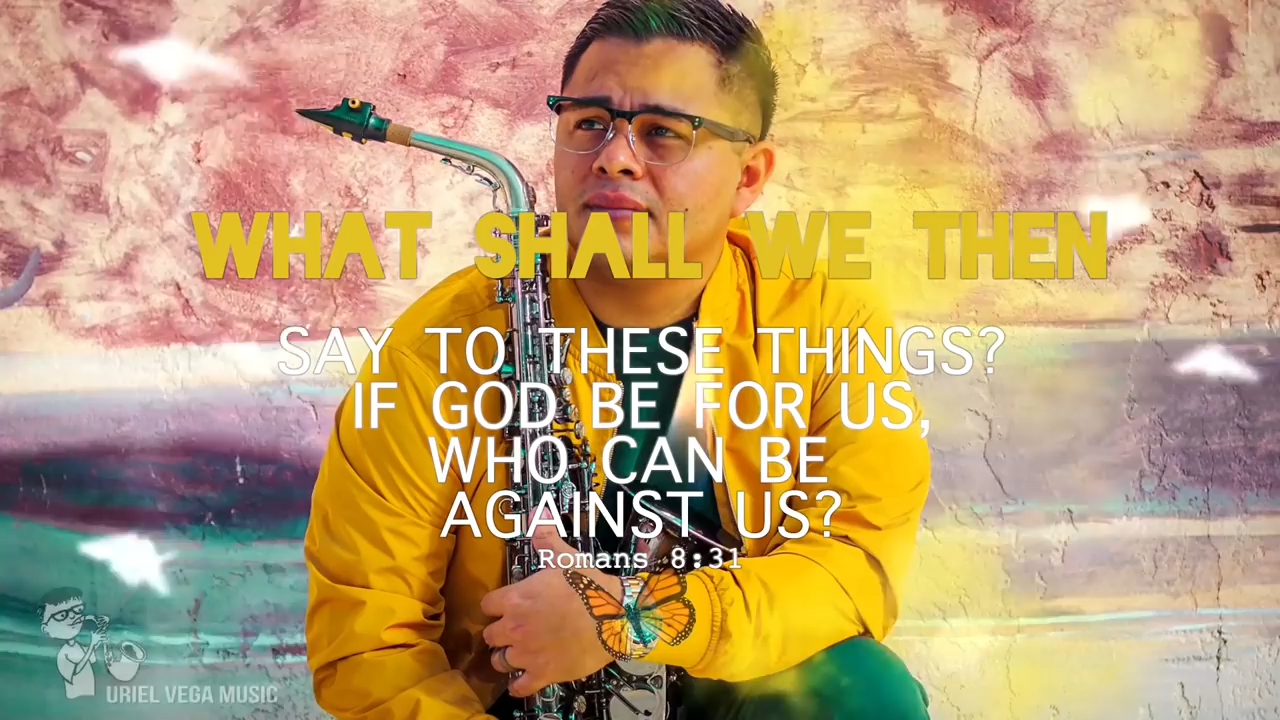 WHAT SHALL WE THEN
SAY TO THESE THINGS?
IF GOD BE FOR US,
WHO CAN BE
AGAINST US?
Romans 8:31
URIEL VEGA MUSIC